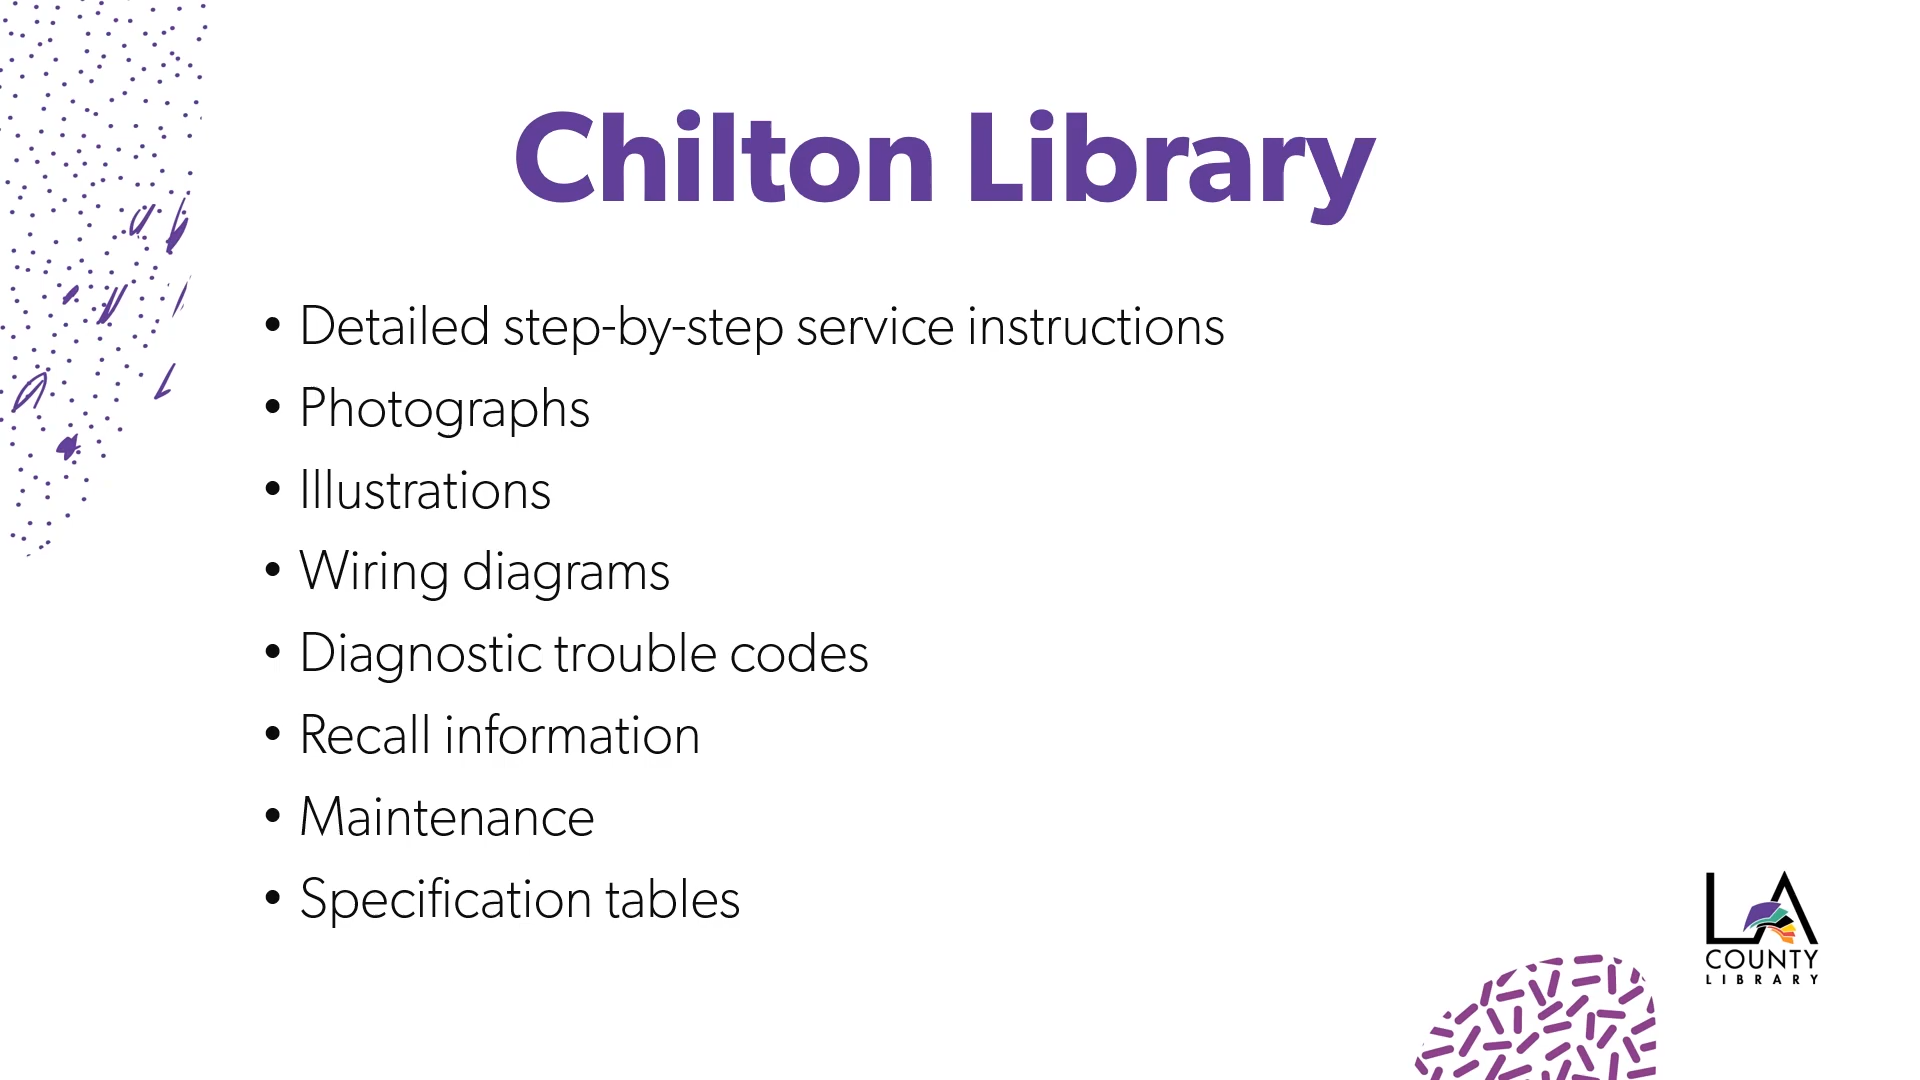 Chilton Library
• Detailed step-by-step service instructions
• Photographs
• Illustrations
• Wiring diagrams
• Diagnostic trouble codes
• Recall information
• Maintenance
• Specification tables
LA
COUNTY
LIBRARY